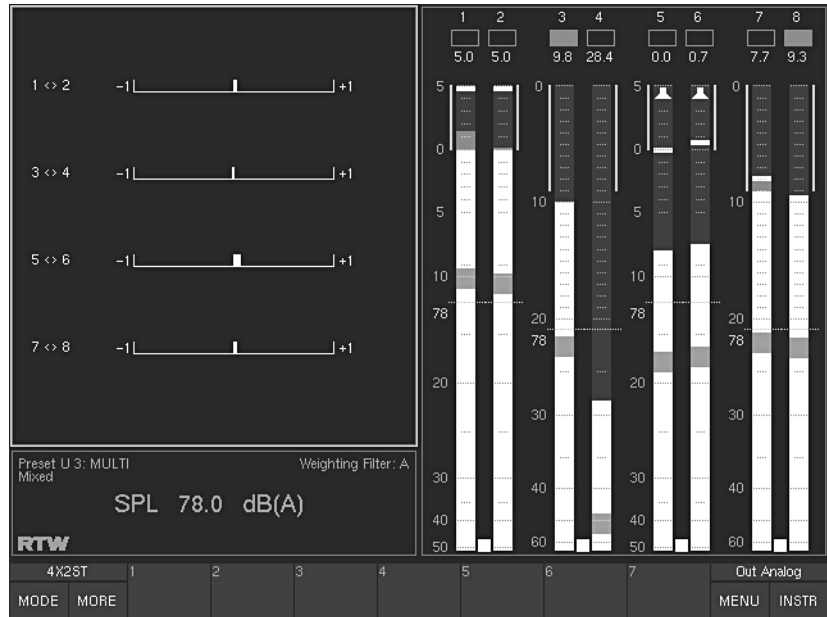 1 2 3 4 5 6 7 8
5.0 5.0 9.8 28.4 0.0 0.7 7.7 9.3
1 <> 2 -1 +1
3 <> 4 -1 +1
5 <> 6 -1 +1
7 <> 8 -1 +1
5 0 5 10 78 20 30 40 50
0 10 20 78 30 40 60
5 0 5 10 78 20 30 40 50
0 10 20 78 30 40 60
Preset U 3: MULTI Weighting Filter: A
Mixed
SPL 78.0 dB(A)
RTW
4X2ST 1 2 3 4 5 6 7 Out Analog
MODE MORE MENU INSTR